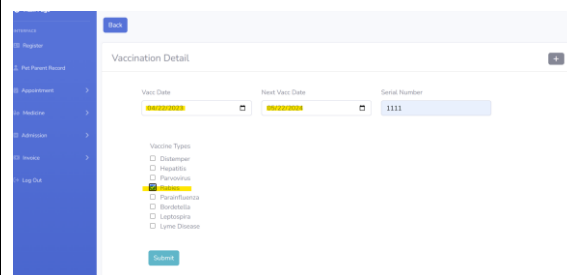 Back
INTERFACE
Register
Vaccination Detail
+
Pet Parent Record
Appointment
Vacc Date
Next Vacc Date
Serial Number
04/22/2023
05/22/2024
1111
Medicine
Admission
Vaccine Types
Invoice
Distemper
Hepatitis
Parvovirus
Log Out
Rabies
Parainfluenza
Bordetella
Leptospira
Lyme Disease
Submit